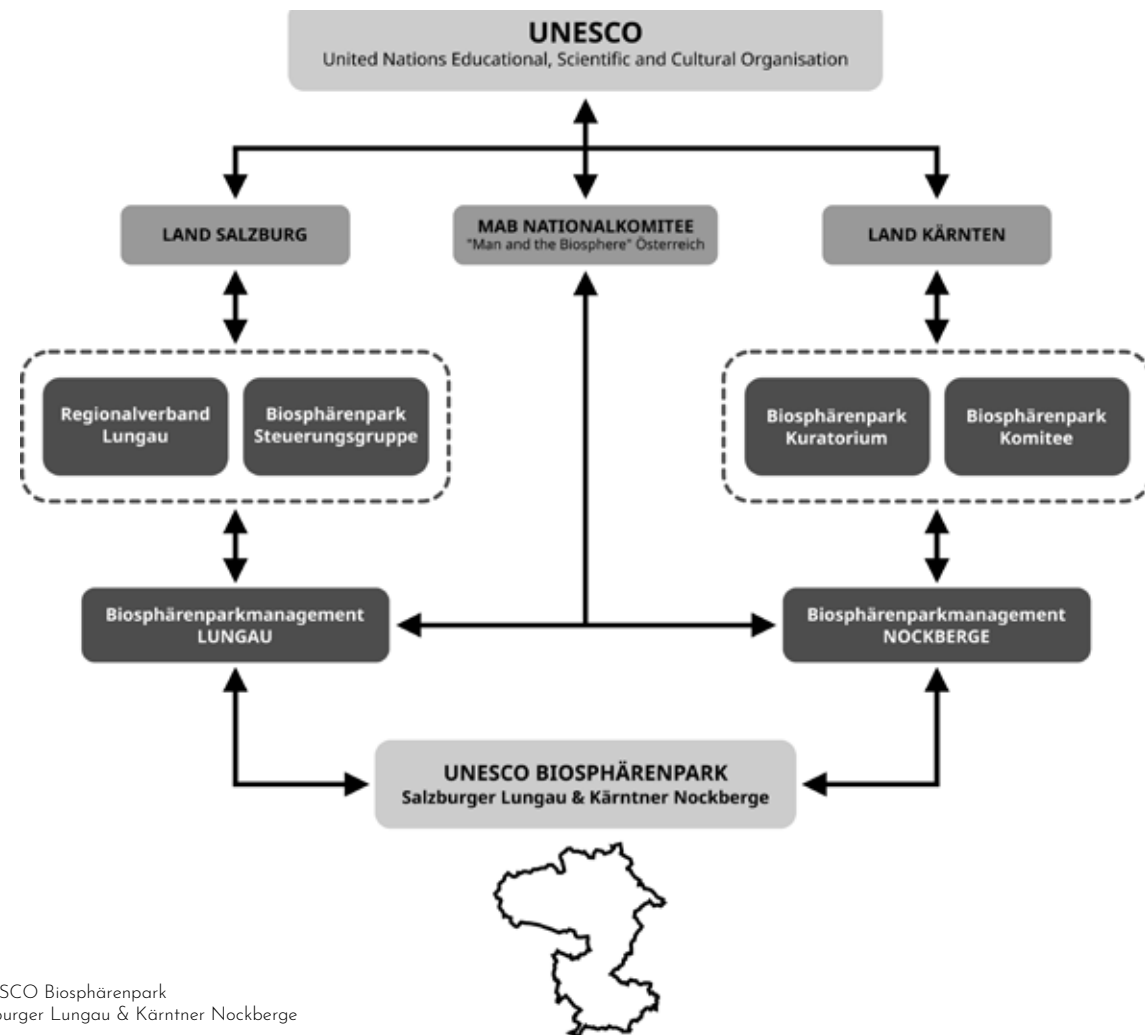 UNESCO
United Nations Educational, Scientific and Cultural Organisation
LAND SALZBURG
MAB NATIONALKOMITEE
"Man and the Biosphere" Österreich
LAND KÄRNTEN
Regionalverband
Lungau
Biosphärenpark
Steuerungsgruppe
Biosphärenpark
Kuratorium
Biosphärenpark
Komitee
Biosphärenparkmanagement
LUNGAU
Biosphärenparkmanagement
NOCKBERGE
UNESCO BIOSPHÄRENPARK
Salzburger Lungau & Kärntner Nockberge
SCO Biosphärenpark
burger Lungau & Kärntner Nockberge